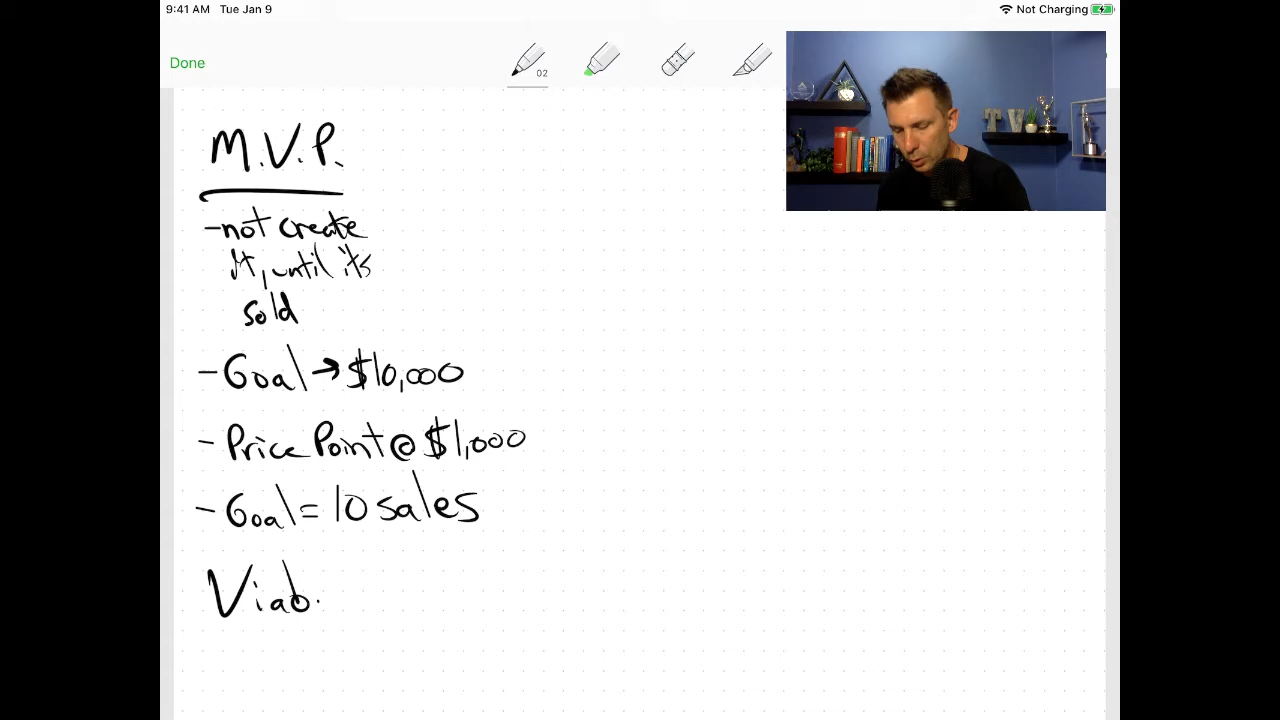 9:41 AM Tue Jan 9
Not Charging
Done
02
TV
M.V.P.
- not create
it, until its
sold
- Goal → $10,000
- Price Point @ $1,000
- Goal = 10 sales
Viab.